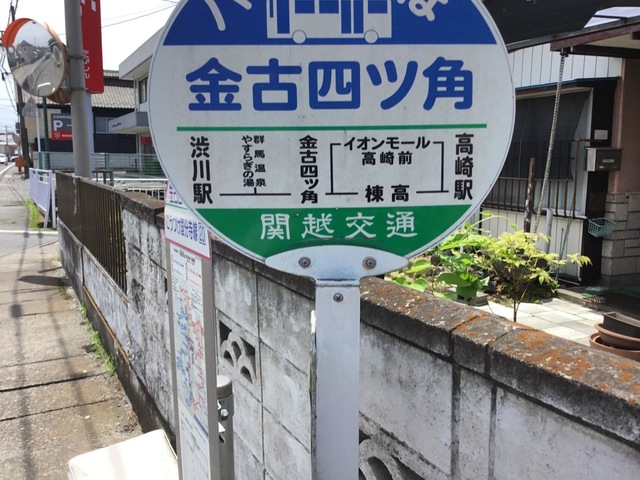 金古四ツ角
渋川駅
群馬温泉
やすらぎの湯
金古四ツ角
イオンモール
高崎前
棟高
高崎駅
関越交通
P